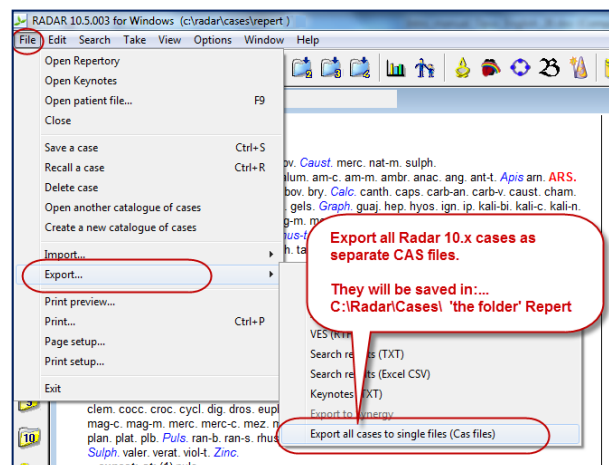 RADAR 10.5.003 for Windows (c:\radar\cases\repert )
File Edit Search Take View Options Window Help
Open Repertory
Open Keynotes
Open patient file... F9
Close
Save a case Ctrl+S
Recall a case Ctrl+R
Delete case
Open another catalogue of cases
Create a new catalogue of cases
Import...
Export...
Print preview...
Print... Ctrl+P
Page setup...
Print setup...
Exit
Caust. merc. nat-m. sulph.
alum. am-c. am-m. ambr. anac. ang. ant-t. Apis arn. ARS.
bov. bry. Calc. canth. caps. carb-an. carb-v. caust. cham.
gels. Graph. guaj. hep. hyos. ign. ip. kali-bi. kali-c. kali-n.
Export all Radar 10.x cases as
separate CAS files.
They will be saved in:...
C:\Radar\Cases\ 'the folder' Repert
VES (RTF)
Search results (TXT)
Search results (Excel CSV)
Keynotes (TXT)
Export to Synergy
Export all cases to single files (Cas files)
clem. cocc. croc. cycl. dig. dros.
mag-c. mag-m. merc. merc-c. mez.
plan. plat. plb. Puls. ran-b. ran-s.
Sulph. valer. verat. viol-t. Zinc.
10